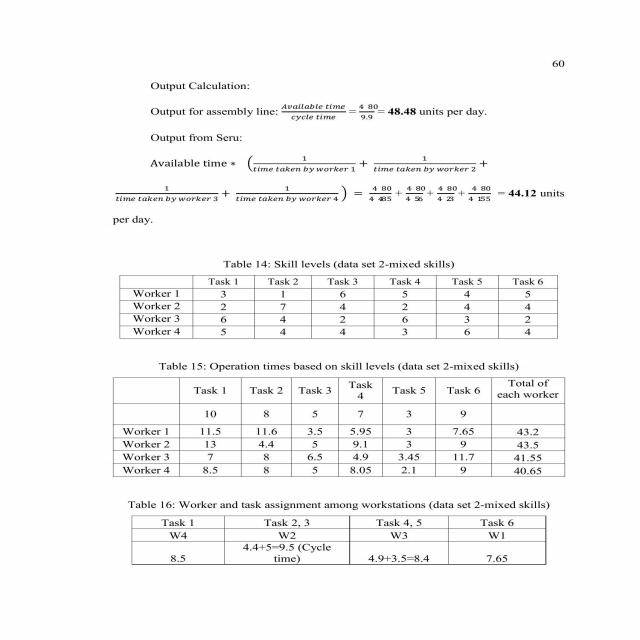 60
Output Calculation:
Output for assembly line: Available time / cycle time = 4 80 / 9.9 = 48.48 units per day.
Output from Seru:
Available time * ( 1 / time taken by worker 1 + 1 / time taken by worker 2 +
1 / time taken by worker 3 + 1 / time taken by worker 4 ) = 4 80 / 4 485 + 4 80 / 4 56 + 4 80 / 4 23 + 4 80 / 4 155 = 44.12 units
per day.
Table 14: Skill levels (data set 2-mixed skills)
Task 1 Task 2 Task 3 Task 4 Task 5 Task 6
Worker 1 3 1 6 5 4 5
Worker 2 2 7 4 2 4 4
Worker 3 6 4 2 6 3 2
Worker 4 5 4 4 3 6 4
Table 15: Operation times based on skill levels (data set 2-mixed skills)
Task 1 Task 2 Task 3 Task 4 Task 5 Task 6 Total of each worker
10 8 5 7 3 9
Worker 1 11.5 11.6 3.5 5.95 3 7.65 43.2
Worker 2 13 4.4 5 9.1 3 9 43.5
Worker 3 7 8 6.5 4.9 3.45 11.7 41.55
Worker 4 8.5 8 5 8.05 2.1 9 40.65
Table 16: Worker and task assignment among workstations (data set 2-mixed skills)
Task 1 Task 2, 3 Task 4, 5 Task 6
W4 W2 W3 W1
8.5 4.4+5=9.5 (Cycle time) 4.9+3.5=8.4 7.65